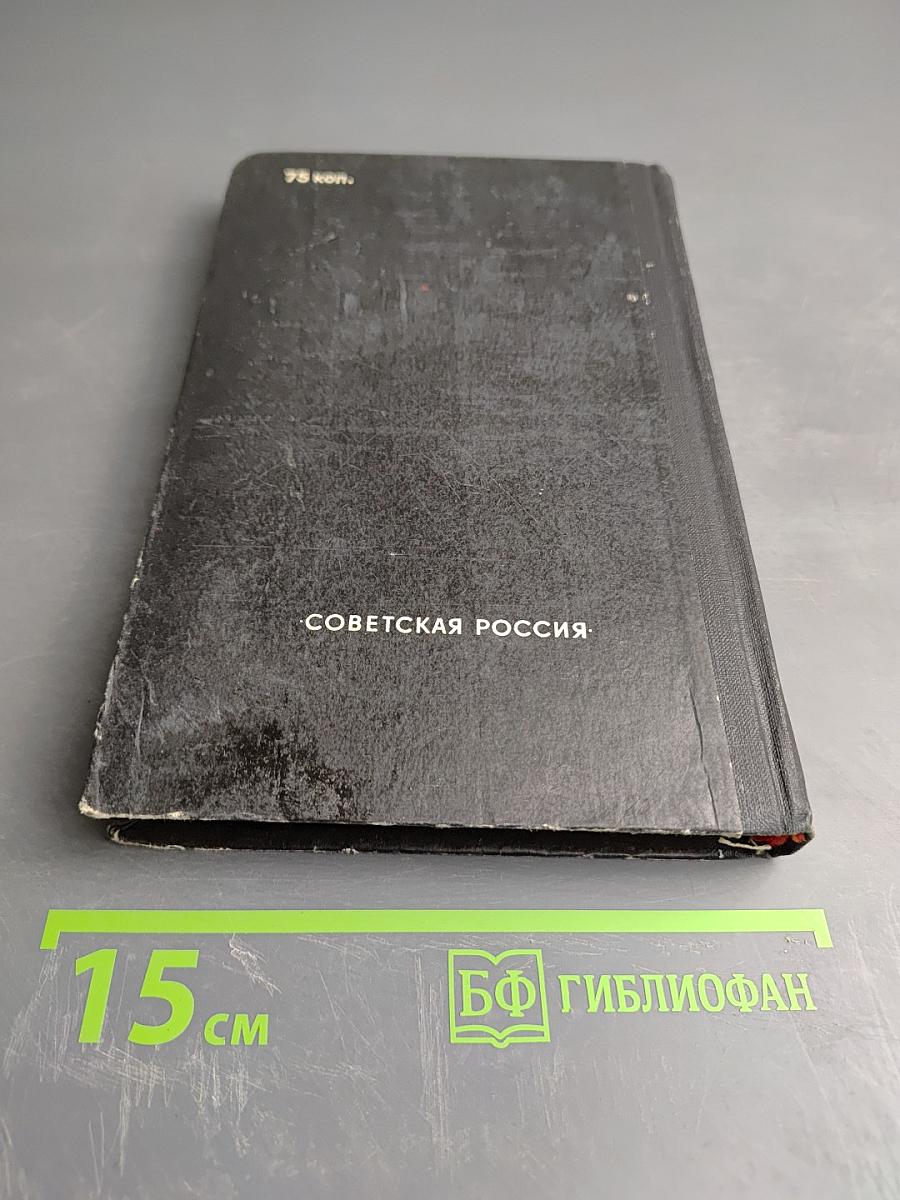 75 коп.
·СОВЕТСКАЯ РОССИЯ·
15 см
БФ ГИБЛИОФАН